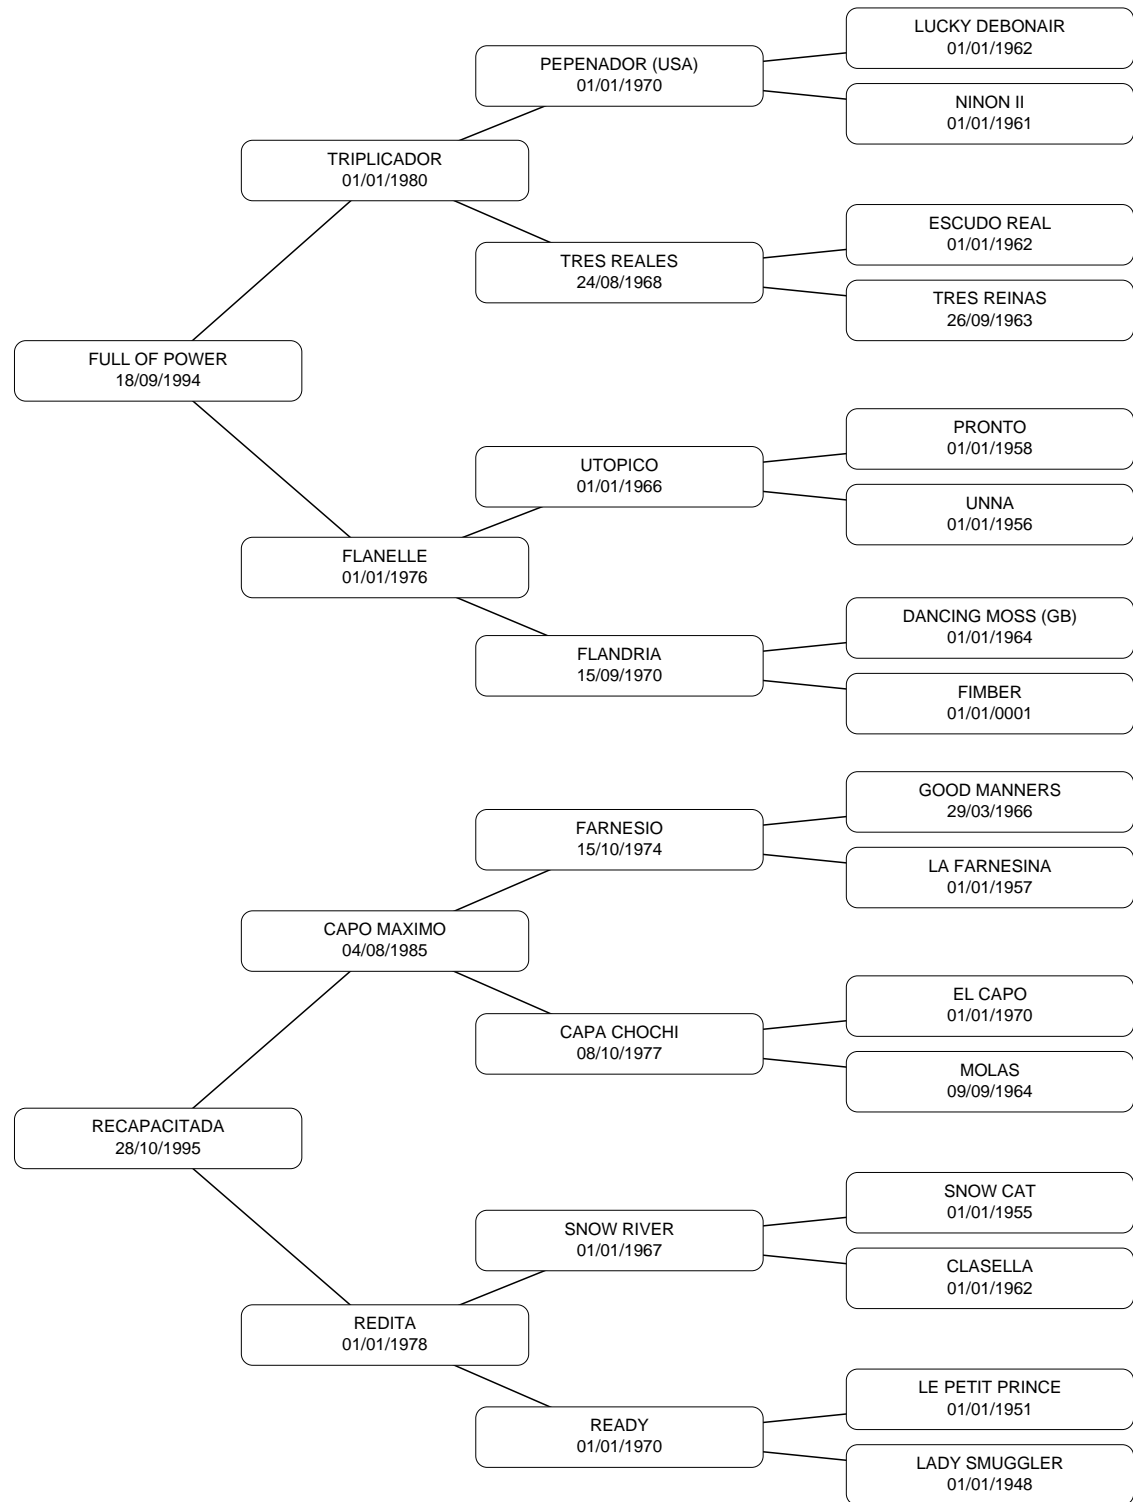 LUCKY DEBONAIR
01/01/1962
PEPENADOR (USA)
01/01/1970
NINON II
01/01/1961
TRIPLICADOR
01/01/1980
ESCUDO REAL
01/01/1962
TRES REALES
24/08/1968
TRES REINAS
26/09/1963
FULL OF POWER
18/09/1994
PRONTO
01/01/1958
UTOPICO
01/01/1966
UNNA
01/01/1956
FLANELLE
01/01/1976
DANCING MOSS (GB)
01/01/1964
FLANDRIA
15/09/1970
FIMBER
01/01/0001
GOOD MANNERS
29/03/1966
FARNESIO
15/10/1974
LA FARNESINA
01/01/1957
CAPO MAXIMO
04/08/1985
EL CAPO
01/01/1970
CAPA CHOCHI
08/10/1977
MOLAS
09/09/1964
RECAPACITADA
28/10/1995
SNOW CAT
01/01/1955
SNOW RIVER
01/01/1967
CLASELLA
01/01/1962
REDITA
01/01/1978
LE PETIT PRINCE
01/01/1951
READY
01/01/1970
LADY SMUGGLER
01/01/1948